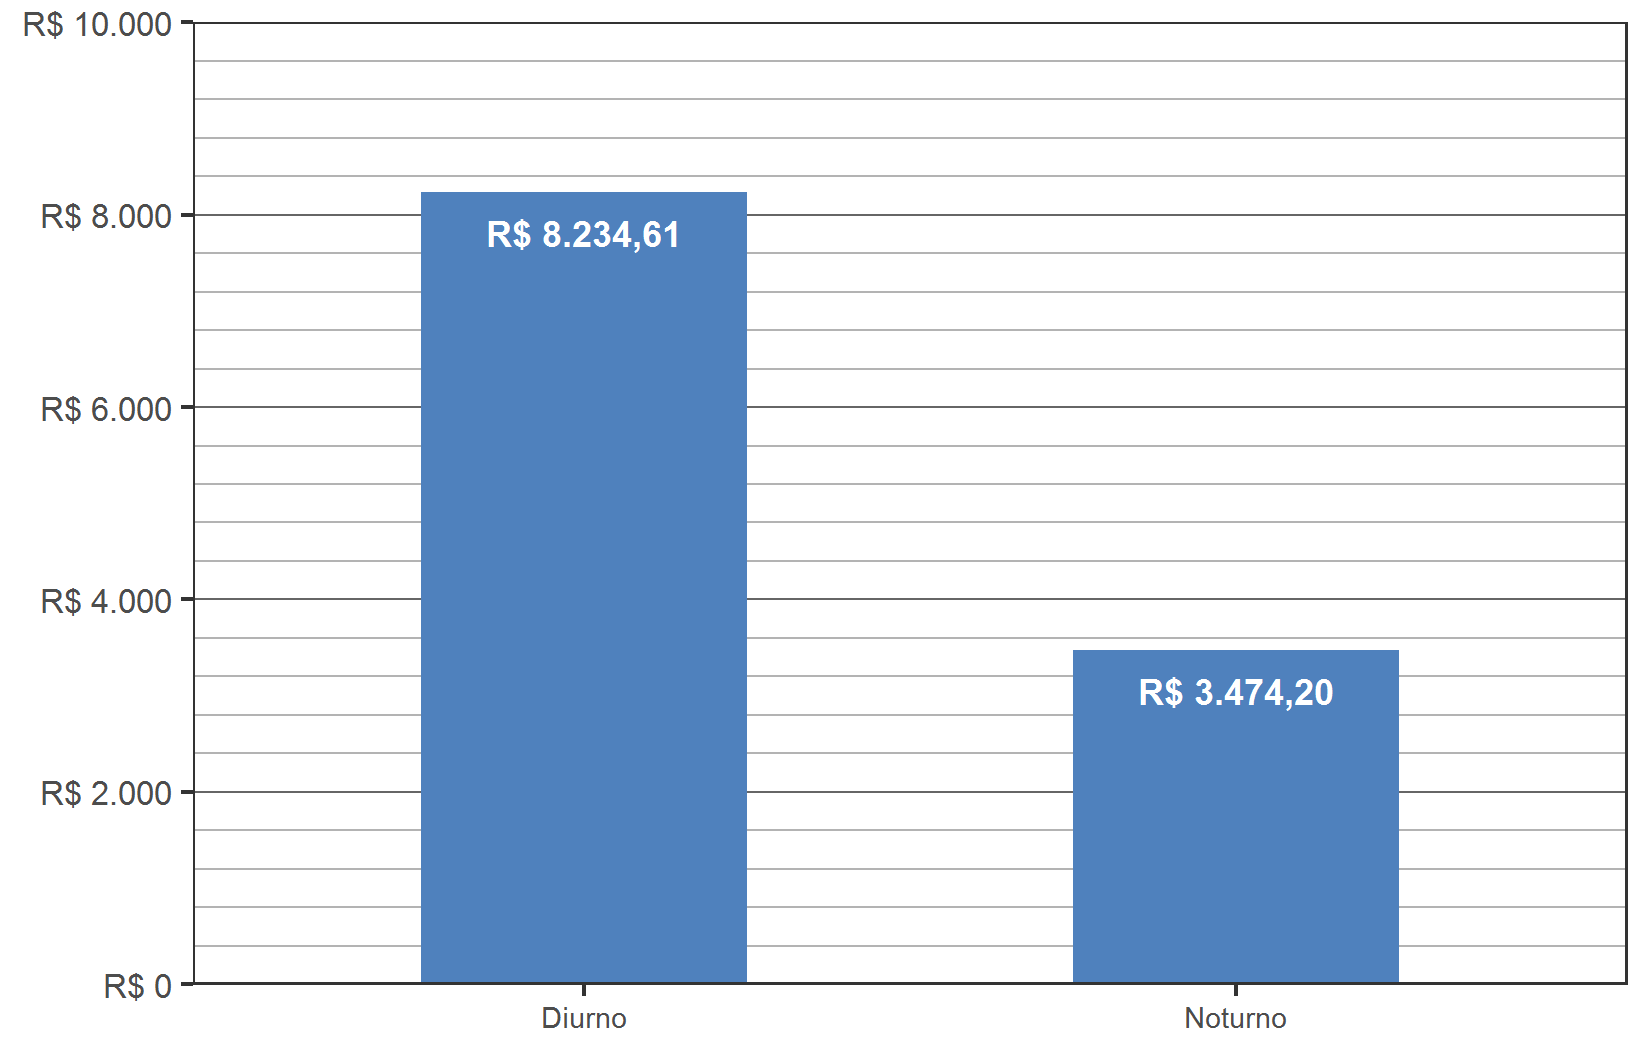 R$ 10.000
R$ 8.000
R$ 6.000
R$ 4.000
R$ 2.000
R$ 0
R$ 8.234,61
R$ 3.474,20
Diurno
Noturno